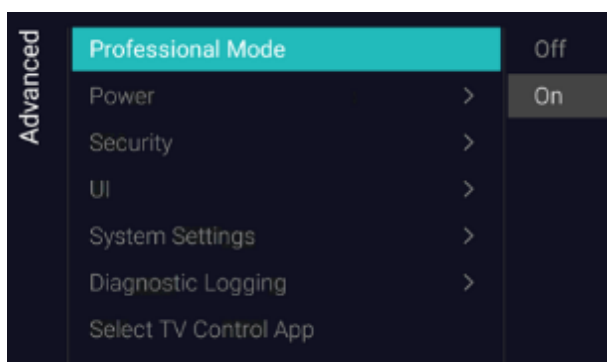 Advanced
Professional Mode
Off
Power >
On
Security >
UI >
System Settings >
Diagnostic Logging >
Select TV Control App